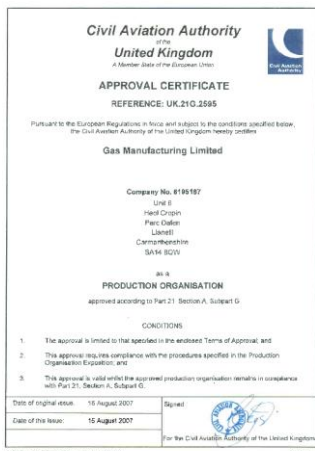 Civil Aviation Authority
of the
United Kingdom
A Member State of the European Union
Civil Aviation
Authority
APPROVAL CERTIFICATE
REFERENCE: UK.21G.2595
Pursuant to the European Regulations in force and subject to the conditions specified below,
the Civil Aviation Authority of the United Kingdom hereby certifies
Gas Manufacturing Limited
Company No. 6195187
Unit 8
Heol Cropin
Parc Dafen
Llanelli
Carmarthenshire
SA14 8QW
as a
PRODUCTION ORGANISATION
approved according to Part 21 Section A, Subpart G
CONDITIONS
1. The approval is limited to that specified in the enclosed Terms of Approval; and
2. This approval requires compliance with the procedures specified in the Production
Organisation Exposition; and
3. This approval is valid whilst the approved production organisation remains in compliance
with Part 21, Section A, Subpart G.
Date of original issue: 16 August 2007
Signed
Date of this issue: 15 August 2007
For the Civil Aviation Authority of the United Kingdom